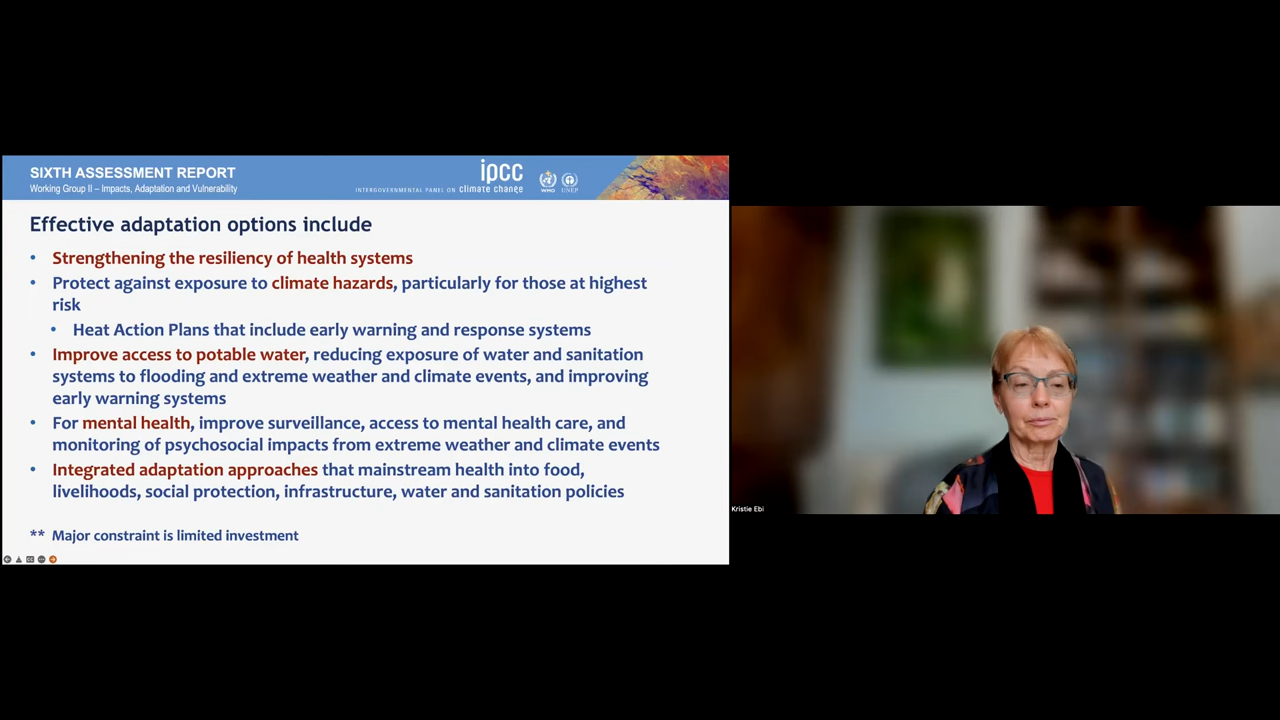 SIXTH ASSESSMENT REPORT
Working Group II – Impacts, Adaptation and Vulnerability
INTERGOVERNMENTAL PANEL ON
ipcc
climate change
WMO
UNEP
Effective adaptation options include
• Strengthening the resiliency of health systems
• Protect against exposure to climate hazards, particularly for those at highest
risk
• Heat Action Plans that include early warning and response systems
• Improve access to potable water, reducing exposure of water and sanitation
systems to flooding and extreme weather and climate events, and improving
early warning systems
• For mental health, improve surveillance, access to mental health care, and
monitoring of psychosocial impacts from extreme weather and climate events
• Integrated adaptation approaches that mainstream health into food,
livelihoods, social protection, infrastructure, water and sanitation policies
** Major constraint is limited investment
Kristie Ebi